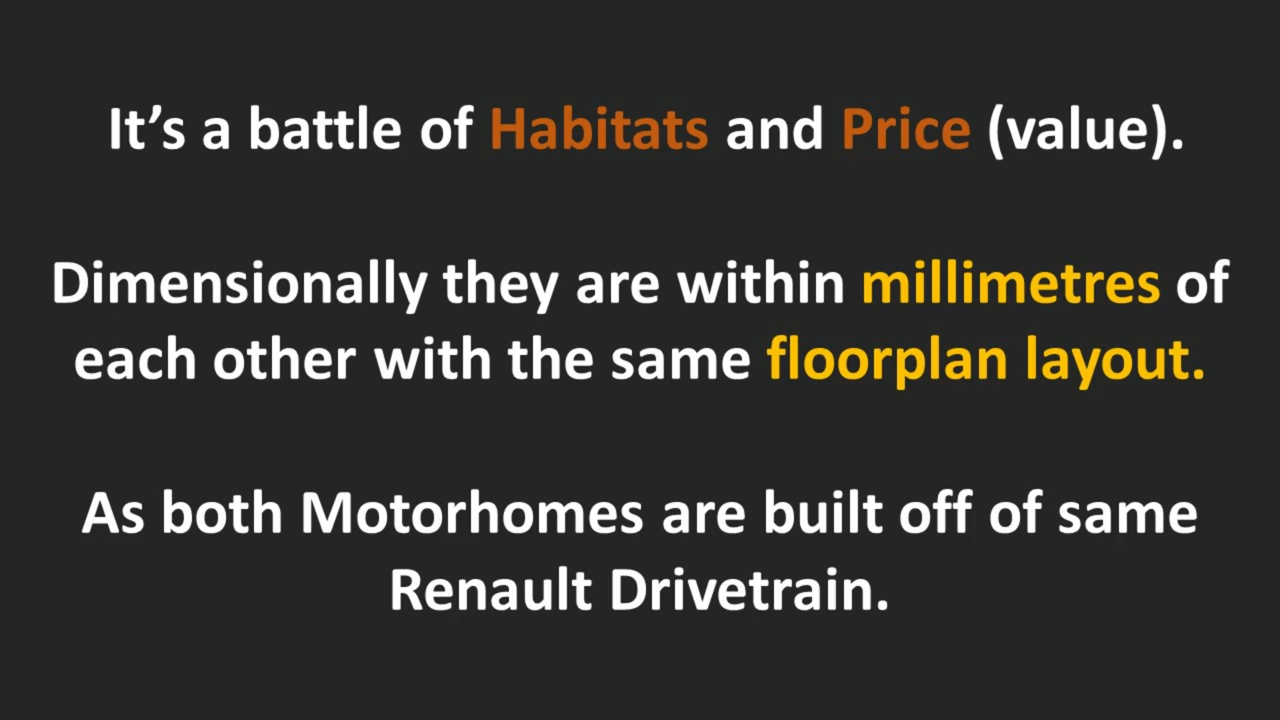 It’s a battle of Habitats and Price (value).
Dimensionally they are within millimetres of
each other with the same floorplan layout.
As both Motorhomes are built off of same
Renault Drivetrain.